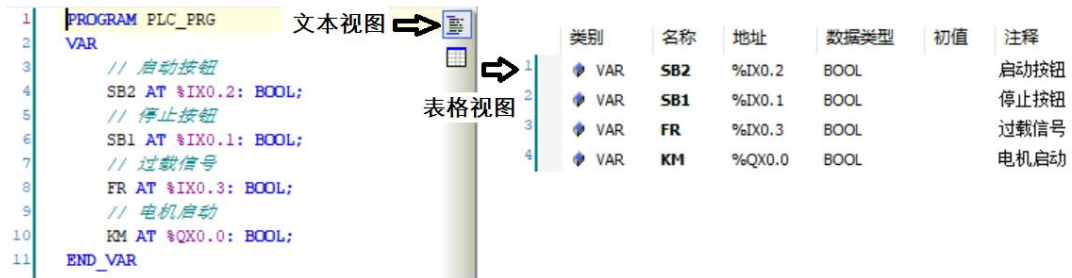 1 PROGRAM PLC_PRG
2 VAR
3 // 启动按钮
4 SB2 AT %IX0.2: BOOL;
5 // 停止按钮
6 SB1 AT %IX0.1: BOOL;
7 // 过载信号
8 FR AT %IX0.3: BOOL;
9 // 电机启动
10 KM AT %QX0.0: BOOL;
11 END_VAR
文本视图
表格视图
类别 名称 地址 数据类型 初值 注释
1 VAR SB2 %IX0.2 BOOL 启动按钮
2 VAR SB1 %IX0.1 BOOL 停止按钮
3 VAR FR %IX0.3 BOOL 过载信号
4 VAR KM %QX0.0 BOOL 电机启动